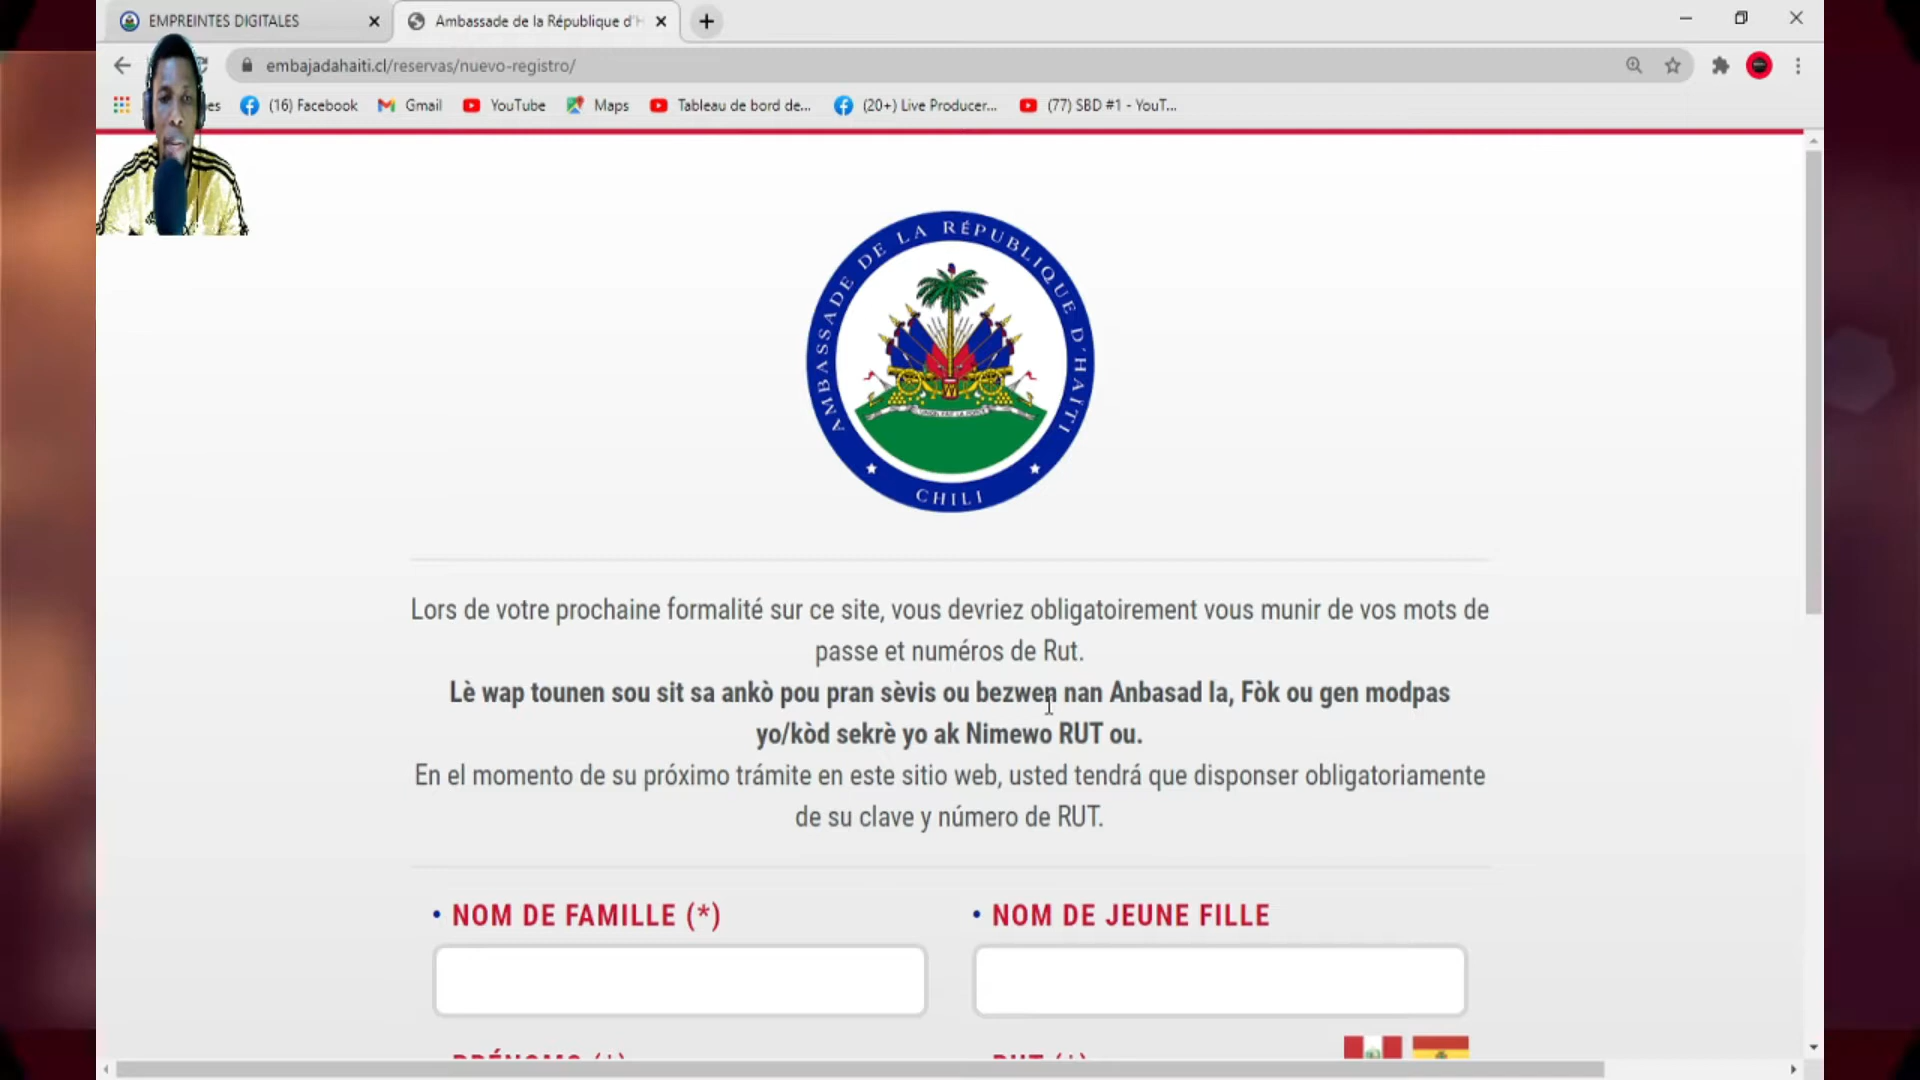 EMPREINTES DIGITALES
Ambassade de la République d'H
embajadahaiti.cl/reservas/nuevo-registro/
(16) Facebook
Gmail
YouTube
Maps
Tableau de bord de...
(20+) Live Producer...
(77) SBD #1 - YouT...
AMBASSADE DE LA RÉPUBLIQUE D'HAÏTI
CHILI
Lors de votre prochaine formalité sur ce site, vous devriez obligatoirement vous munir de vos mots de
passe et numéros de Rut.
Lè wap tounen sou sit sa ankò pou pran sèvis ou bezwen nan Anbasad la, Fòk ou gen modpas
yo/kòd sekrè yo ak Nimewo RUT ou.
En el momento de su próximo trámite en este sitio web, usted tendrá que disponser obligatoriamente
de su clave y número de RUT.
• NOM DE FAMILLE (*)
• NOM DE JEUNE FILLE
PRÉNOMS (*)
RUT (*)